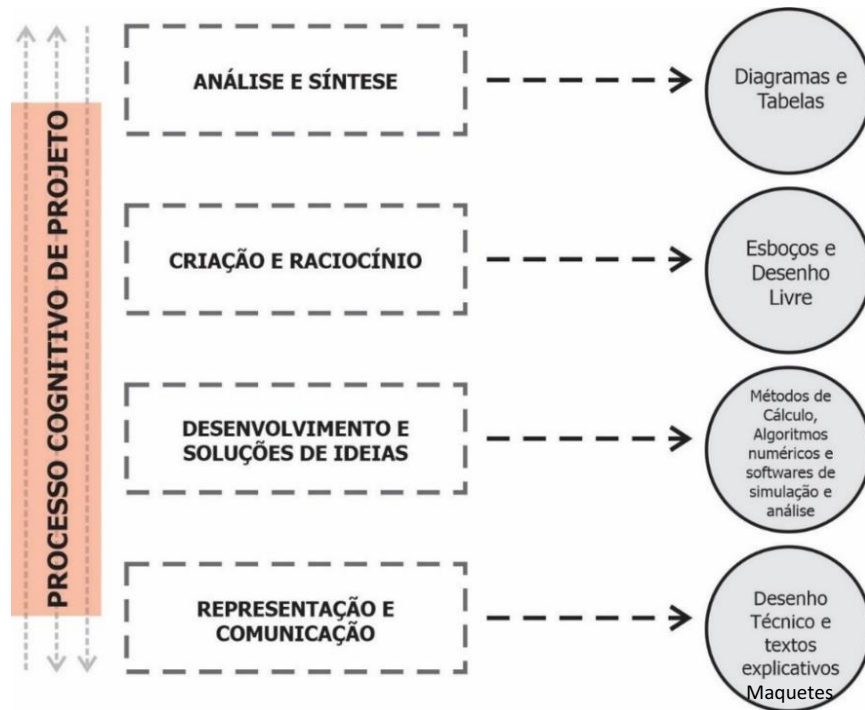 PROCESSO COGNITIVO DE PROJETO
ANÁLISE E SÍNTESE
Diagramas e
Tabelas
CRIAÇÃO E RACIOCÍNIO
Esboços e
Desenho
Livre
DESENVOLVIMENTO E
SOLUÇÕES DE IDEIAS
Métodos de
Cálculo,
Algoritmos
numéricos e
softwares de
simulação e
análise
REPRESENTAÇÃO E
COMUNICAÇÃO
Desenho
Técnico e
textos
explicativos
Maquetes